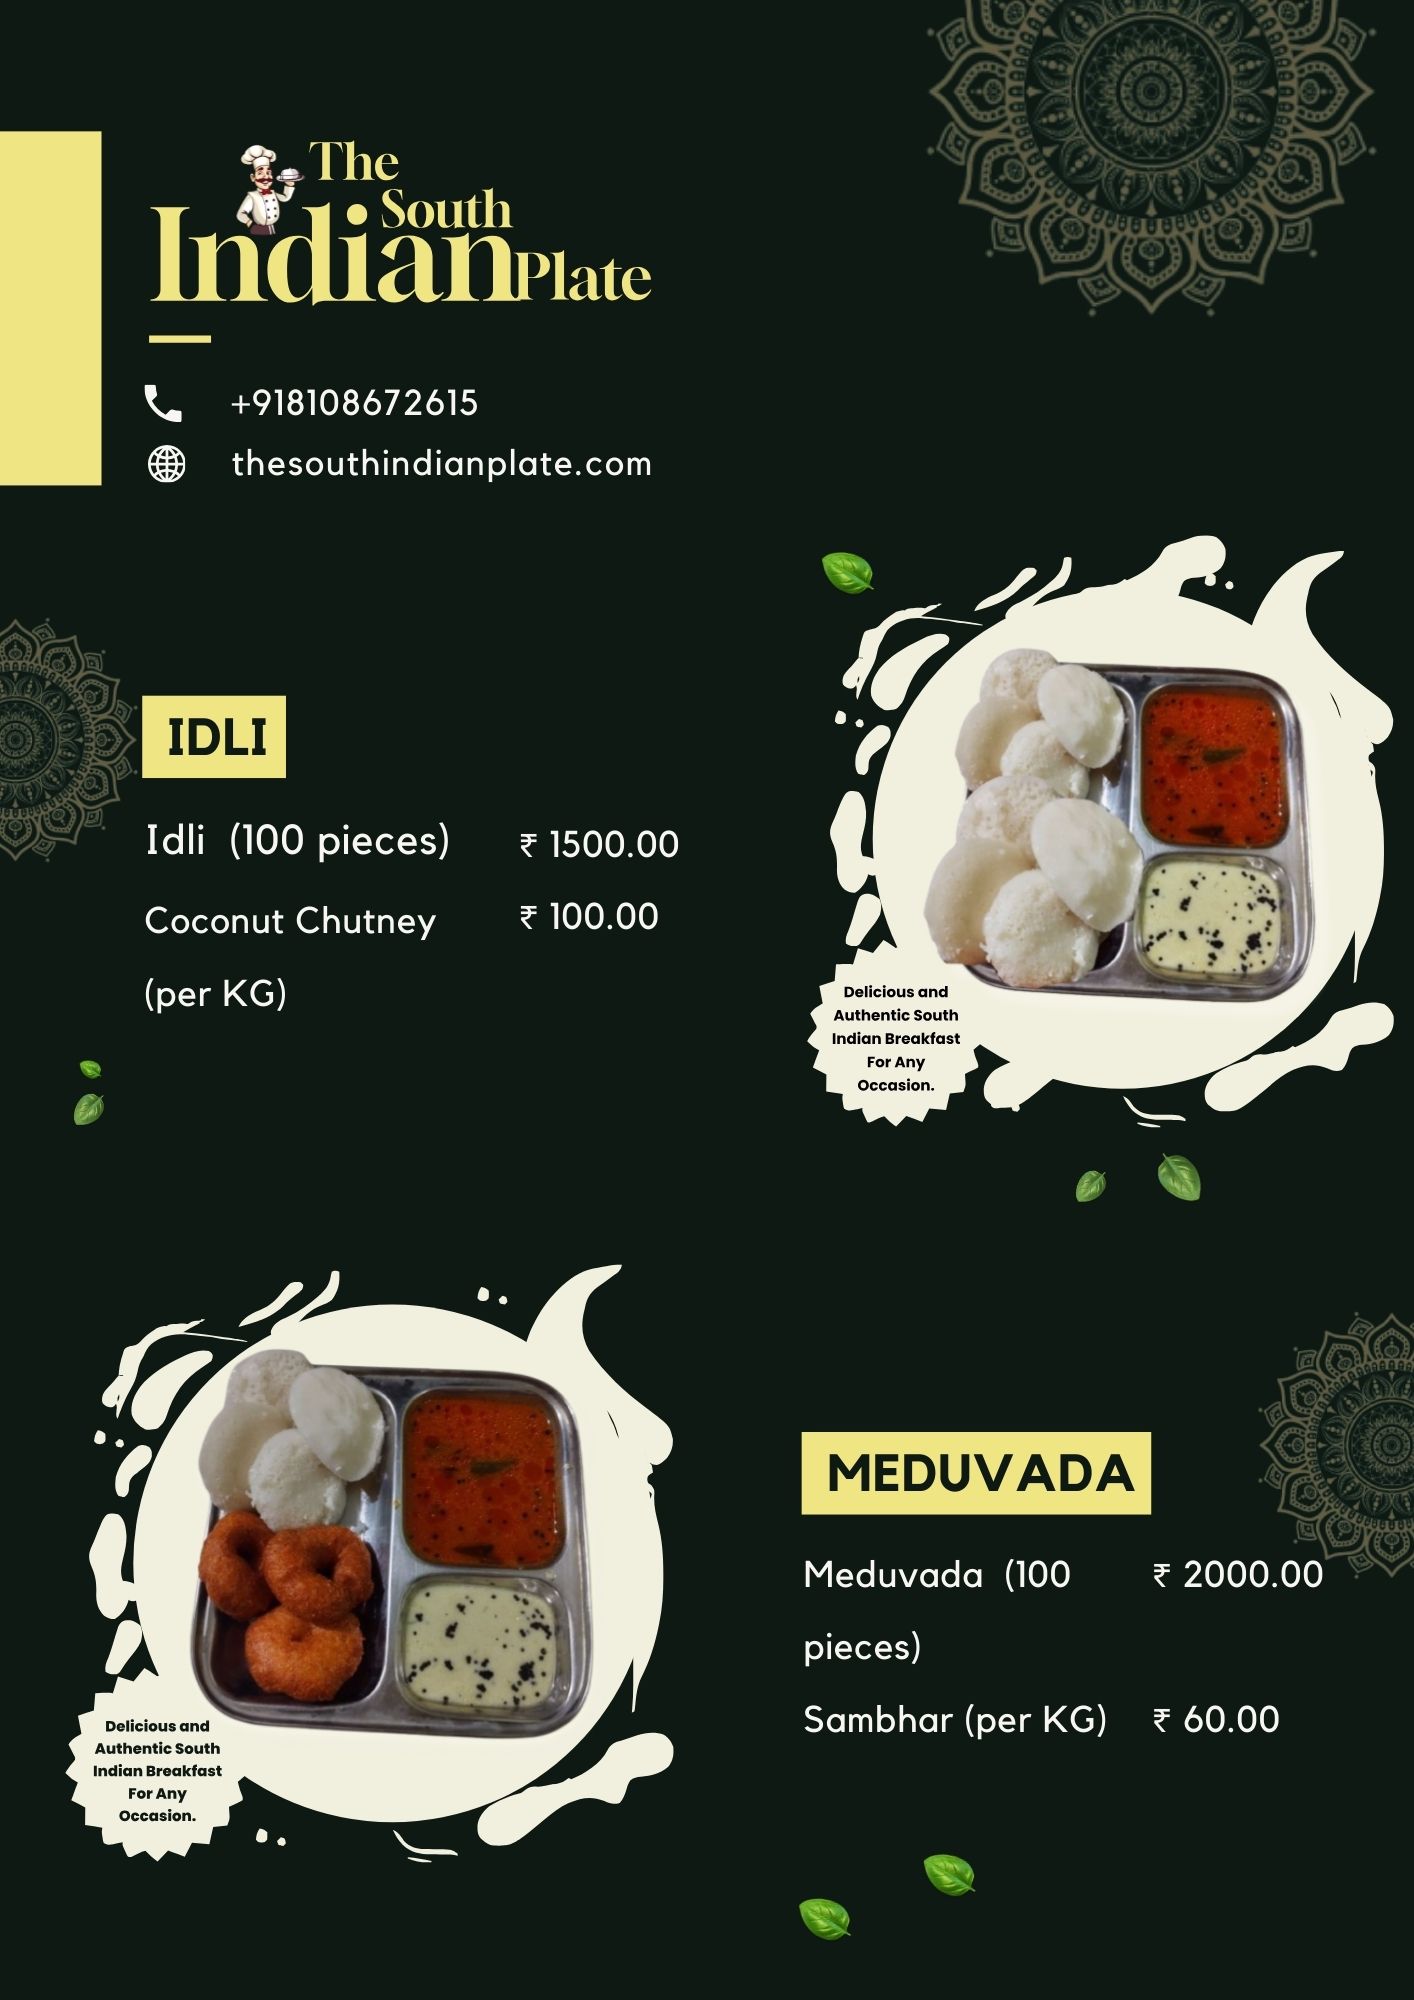 The
South
Indian Plate
+918108672615
thesouthindianplate.com
IDLI
Idli (100 pieces) ₹ 1500.00
Coconut Chutney ₹ 100.00
(per KG)
Delicious and
Authentic South
Indian Breakfast
For Any
Occasion.
MEDUVADA
Meduvada (100 ₹ 2000.00
pieces)
Sambhar (per KG) ₹ 60.00
Delicious and
Authentic South
Indian Breakfast
For Any
Occasion.